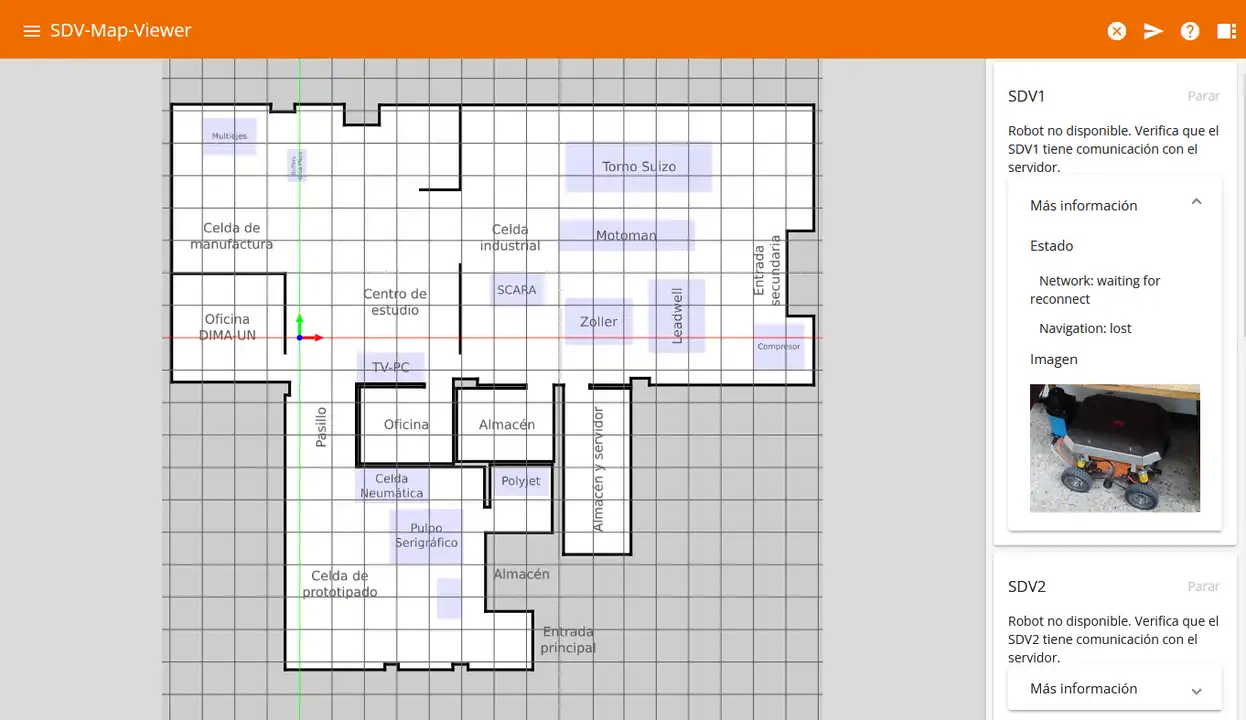 SDV-Map-Viewer
Multiejes
Torno Suizo
Celda de
manufactura
Celda
industrial
Motoman
Entrada
secundaria
SCARA
Centro de
estudio
Leadwell
Oficina
DIMA-UN
Zoller
Compresor
TV-PC
Pasillo
Oficina
Almacén
Almacén y servidor
Celda
Neumática
Polyjet
Pulpo
Serigráfico
Almacén
Celda de
prototipado
Entrada
principal
SDV1
Parar
Robot no disponible. Verifica que el
SDV1 tiene comunicación con el
servidor.
Más información
Estado
Network: waiting for
reconnect
Navigation: lost
Imagen
SDV2
Parar
Robot no disponible. Verifica que el
SDV2 tiene comunicación con el
servidor.
Más información